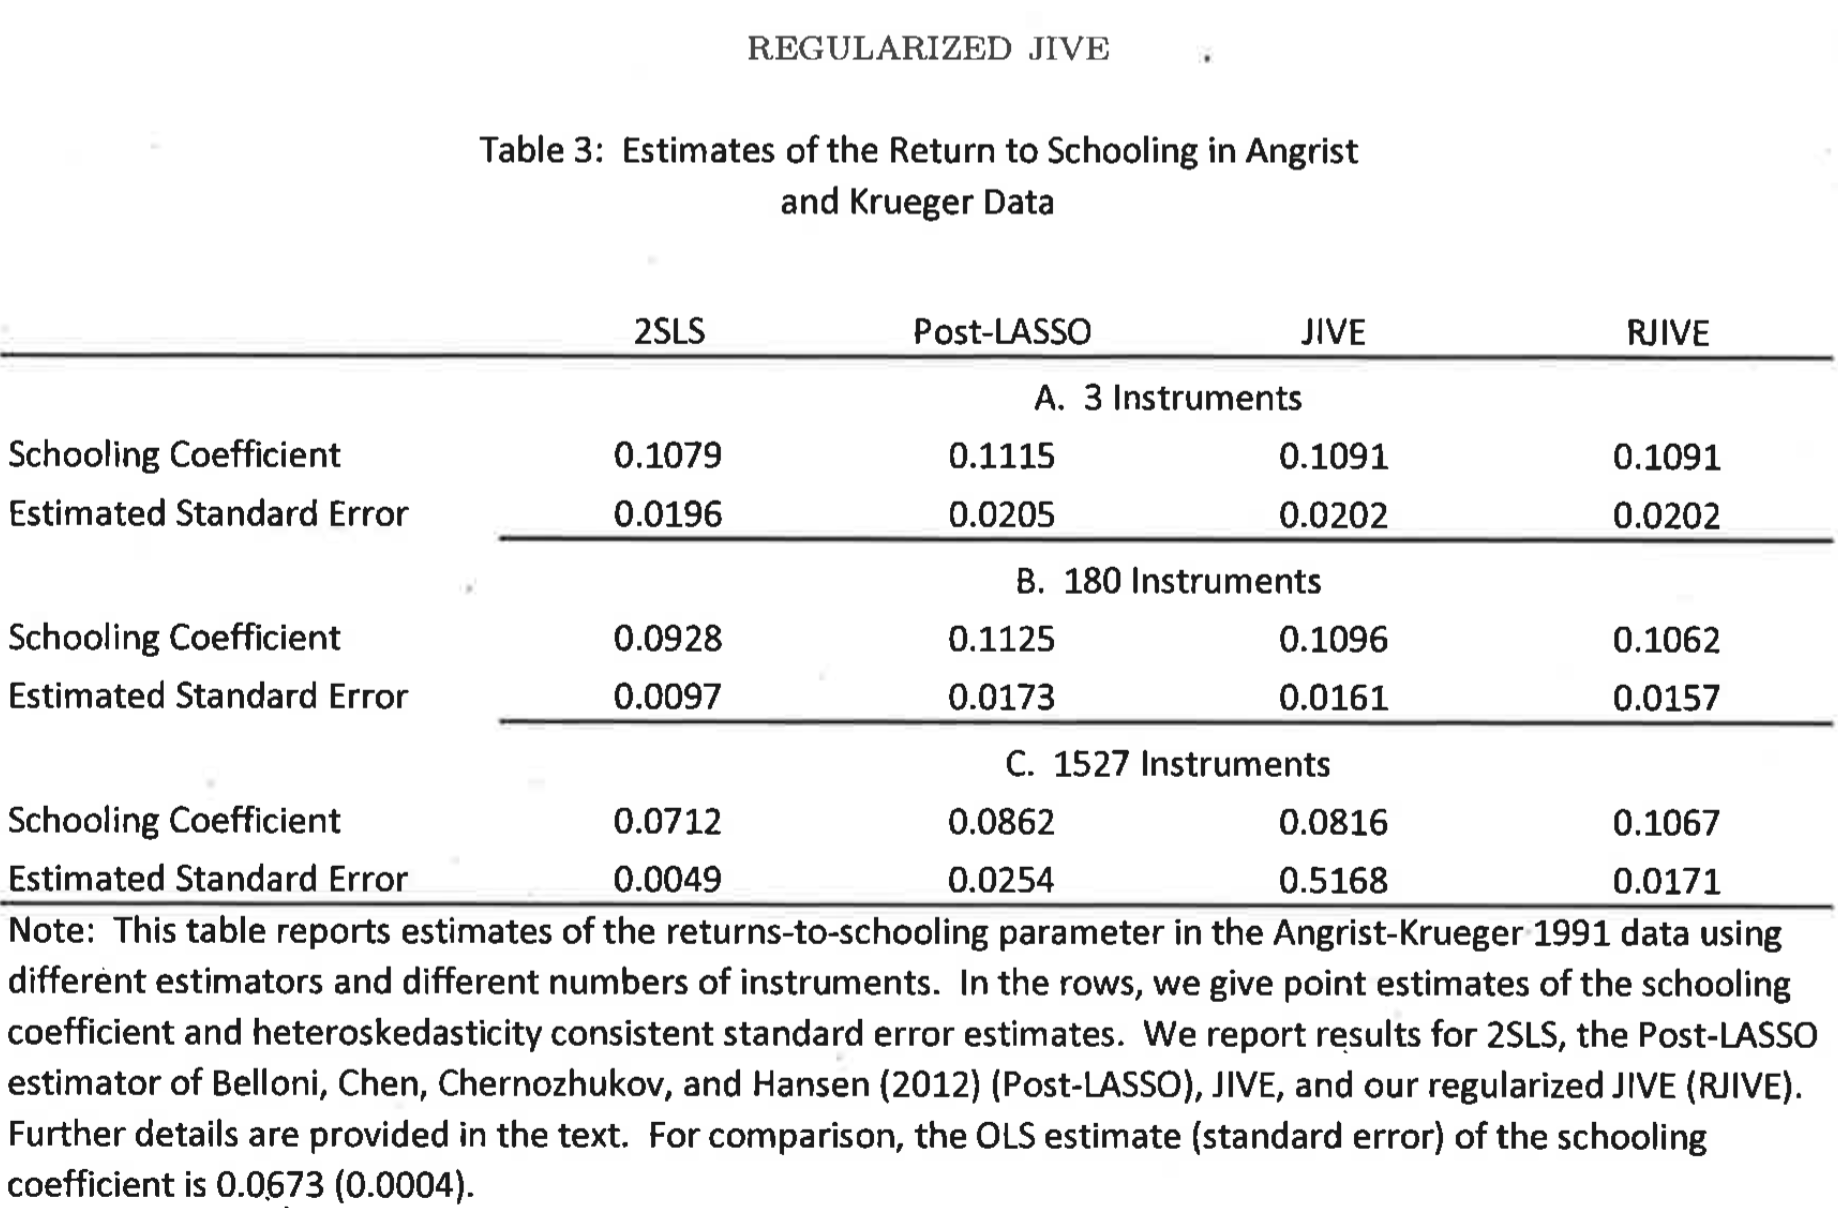 REGULARIZED JIVE
Table 3: Estimates of the Return to Schooling in Angrist
and Krueger Data
2SLS Post-LASSO JIVE RJIVE
A. 3 Instruments
Schooling Coefficient 0.1079 0.1115 0.1091 0.1091
Estimated Standard Error 0.0196 0.0205 0.0202 0.0202
B. 180 Instruments
Schooling Coefficient 0.0928 0.1125 0.1096 0.1062
Estimated Standard Error 0.0097 0.0173 0.0161 0.0157
C. 1527 Instruments
Schooling Coefficient 0.0712 0.0862 0.0816 0.1067
Estimated Standard Error 0.0049 0.0254 0.5168 0.0171
Note: This table reports estimates of the returns-to-schooling parameter in the Angrist-Krueger 1991 data using
different estimators and different numbers of instruments. In the rows, we give point estimates of the schooling
coefficient and heteroskedasticity consistent standard error estimates. We report results for 2SLS, the Post-LASSO
estimator of Belloni, Chen, Chernozhukov, and Hansen (2012) (Post-LASSO), JIVE, and our regularized JIVE (RJIVE).
Further details are provided in the text. For comparison, the OLS estimate (standard error) of the schooling
coefficient is 0.0673 (0.0004).